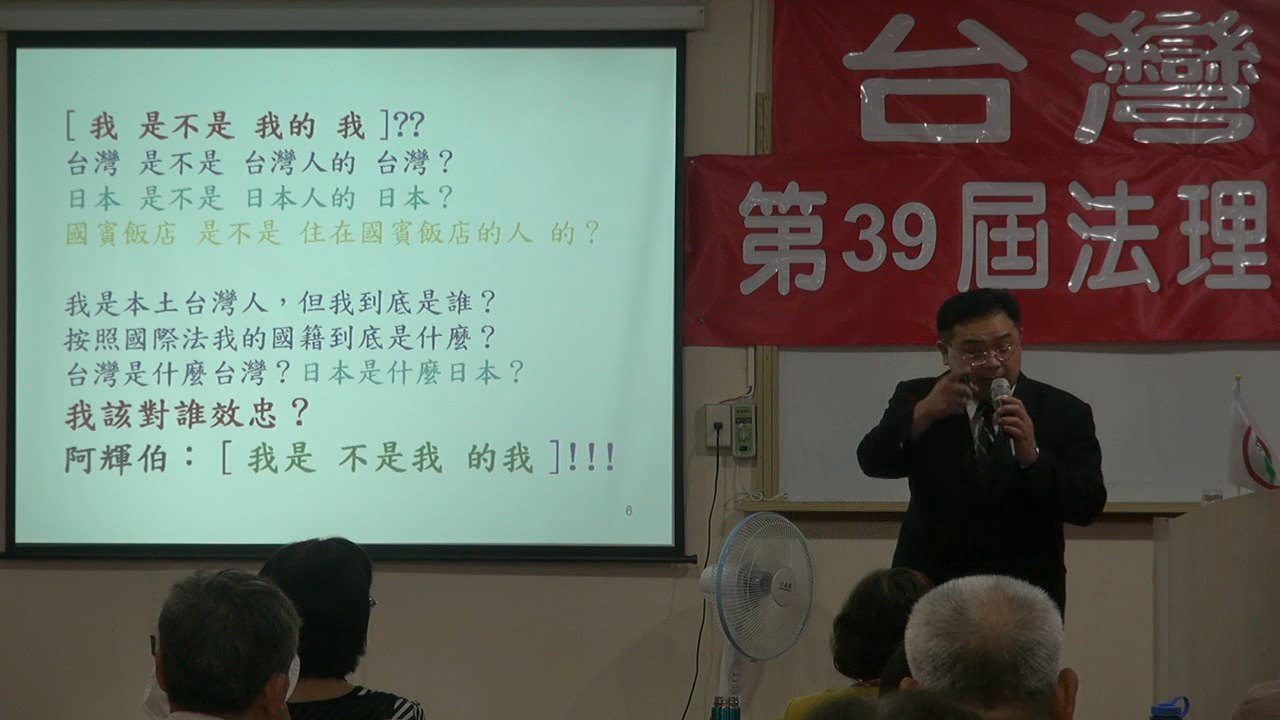 [ 我 是不是 我的 我 ]??
台灣 是不是 台灣人的 台灣？
日本 是不是 日本人的 日本？
國賓飯店 是不是 住在國賓飯店的人 的？
我是本土台灣人，但我到底是誰？
按照國際法我的國籍到底是什麼？
台灣是什麼台灣？日本是什麼日本？
我該對誰效忠？
阿輝伯： [ 我是 不是我 的我 ]!!!
6
台灣
第39屆法理